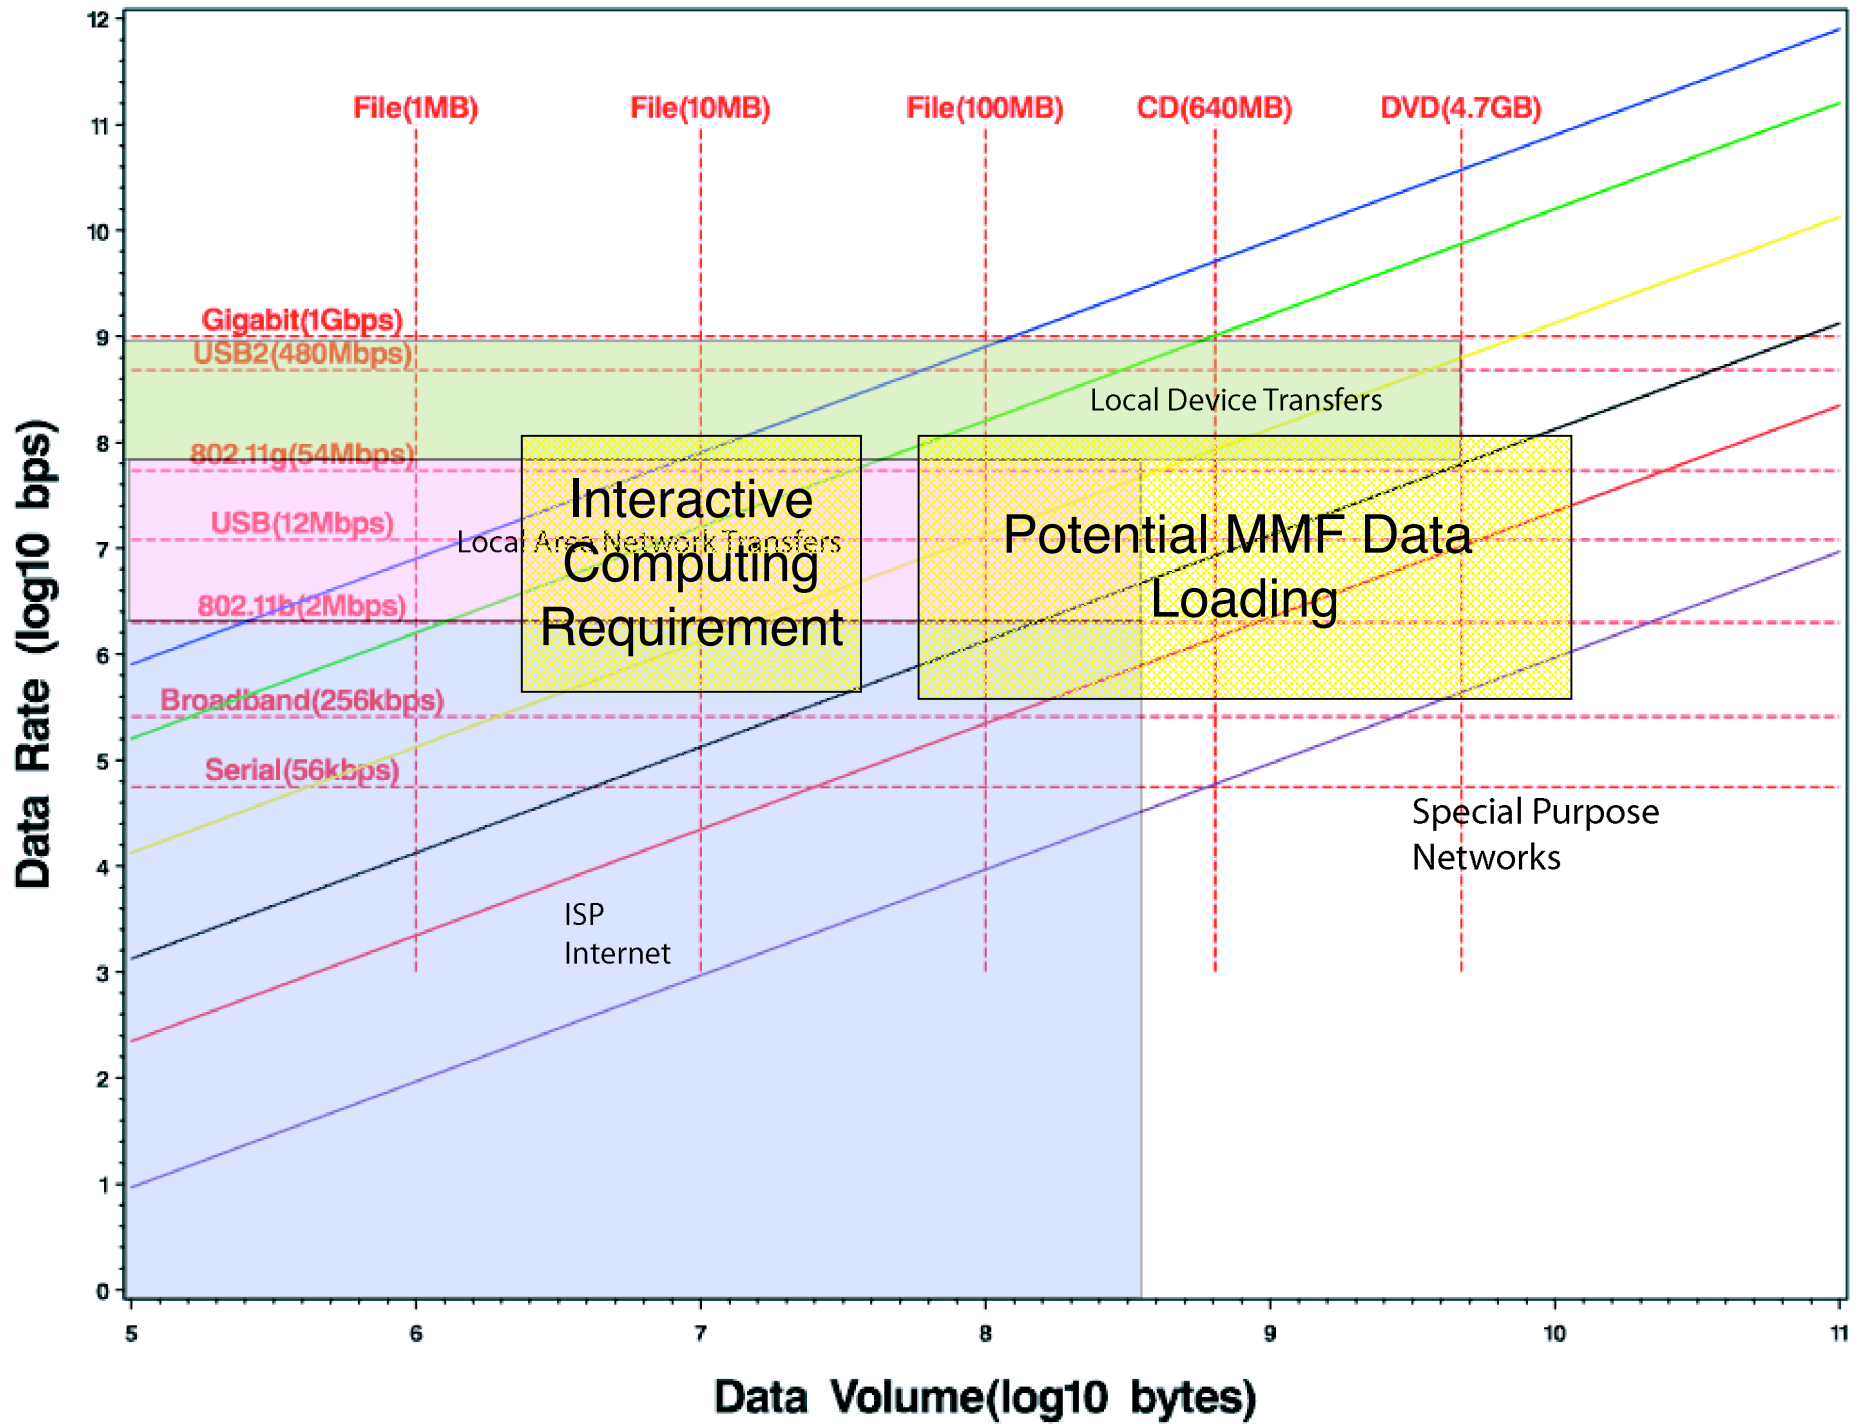 12
11
10
9
8
7
6
5
4
3
2
1
0
Data Rate (log10 bps)
File(1MB) File(10MB) File(100MB) CD(640MB) DVD(4.7GB)
Gigabit(1Gbps)
USB2(480Mbps)
Local Device Transfers
802.11g(54Mbps)
USB(12Mbps)
Local Area Network Transfers
802.11b(2Mbps)
Broadband(256kbps)
Serial(56kbps)
Interactive
Computing
Requirement
Potential MMF Data
Loading
Special Purpose
Networks
ISP
Internet
5 6 7 8 9 10 11
Data Volume(log10 bytes)